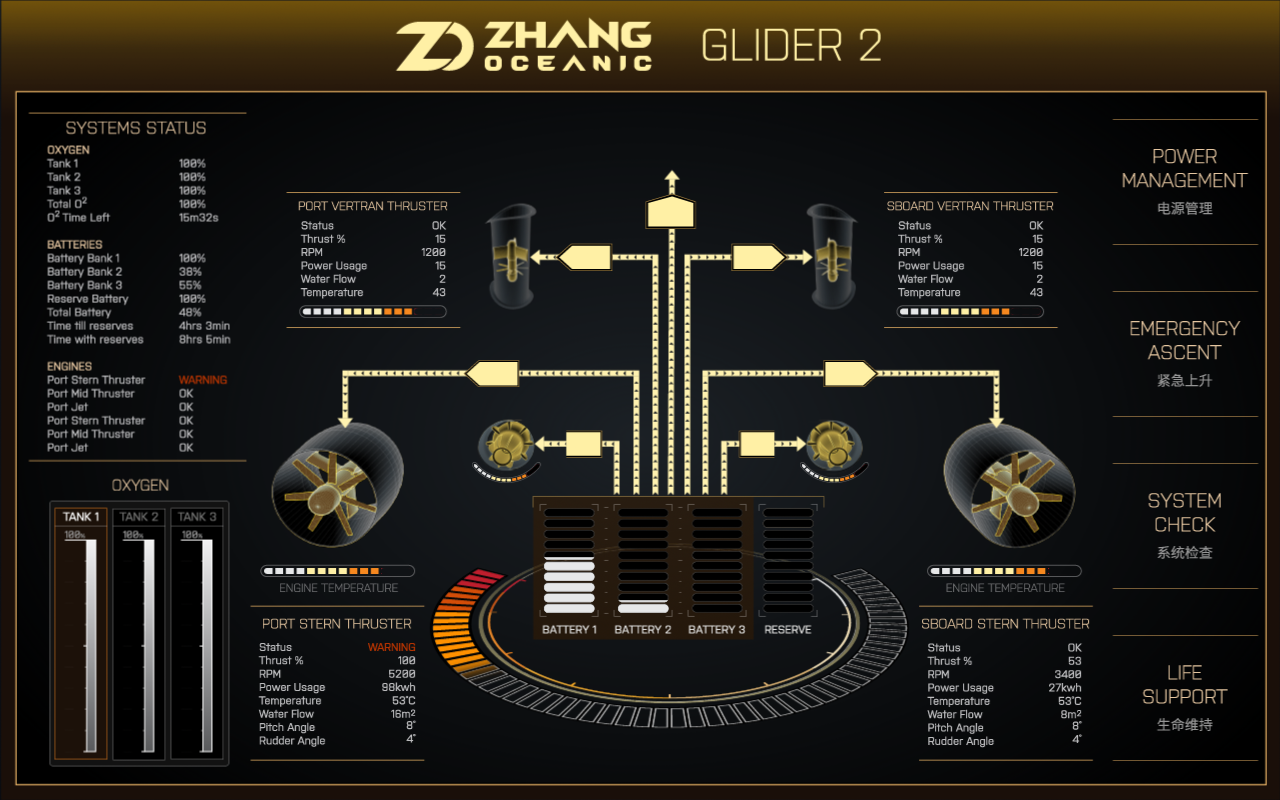 ZHANG
OCEANIC
GLIDER 2
SYSTEMS STATUS
OXYGEN
Tank 1 100%
Tank 2 100%
Tank 3 100%
Total O² 100%
O² Time Left 15m32s
BATTERIES
Battery Bank 1 100%
Battery Bank 2 38%
Battery Bank 3 55%
Reserve Battery 100%
Total Battery 48%
Time till reserves 4hrs 3min
Time with reserves 8hrs 5min
ENGINES
Port Stern Thruster WARNING
Port Mid Thruster OK
Port Jet OK
Port Stern Thruster OK
Port Mid Thruster OK
Port Jet OK
OXYGEN
TANK 1 TANK 2 TANK 3
100% 100% 100%
PORT VERTRAN THRUSTER
Status OK
Thrust % 15
RPM 1200
Power Usage 15
Water Flow 2
Temperature 43
SBOARD VERTRAN THRUSTER
Status OK
Thrust % 15
RPM 1200
Power Usage 15
Water Flow 2
Temperature 43
ENGINE TEMPERATURE
PORT STERN THRUSTER
Status WARNING
Thrust % 100
RPM 5200
Power Usage 98kwh
Temperature 53°C
Water Flow 16m²
Pitch Angle 8°
Rudder Angle 4°
BATTERY 1 BATTERY 2 BATTERY 3 RESERVE
ENGINE TEMPERATURE
SBOARD STERN THRUSTER
Status OK
Thrust % 53
RPM 3400
Power Usage 27kwh
Temperature 53°C
Water Flow 8m²
Pitch Angle 8°
Rudder Angle 4°
POWER
MANAGEMENT
电源管理
EMERGENCY
ASCENT
紧急上升
SYSTEM
CHECK
系统检查
LIFE
SUPPORT
生命维持